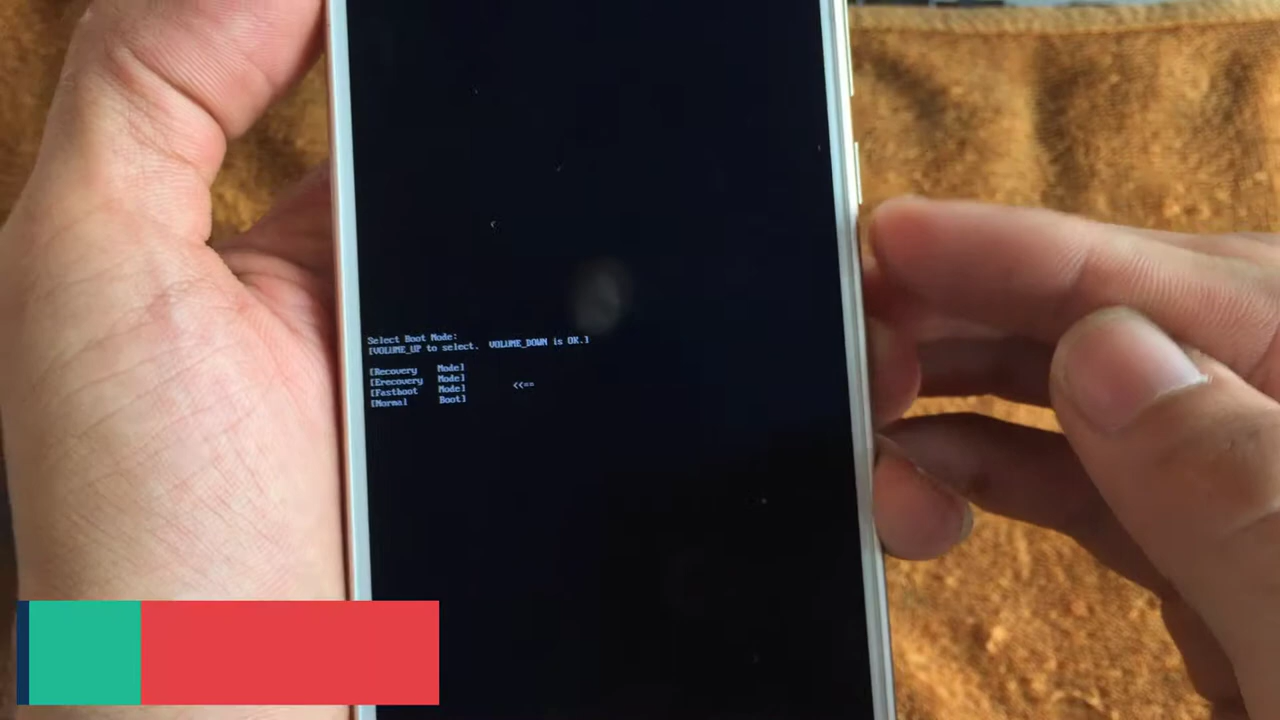 Select Boot Mode:
[VOLUME_UP to select.  VOLUME_DOWN is OK.]
[Recovery    Mode]
[Erecovery   Mode]
[Fastboot    Mode]    <<==
[Normal      Boot]